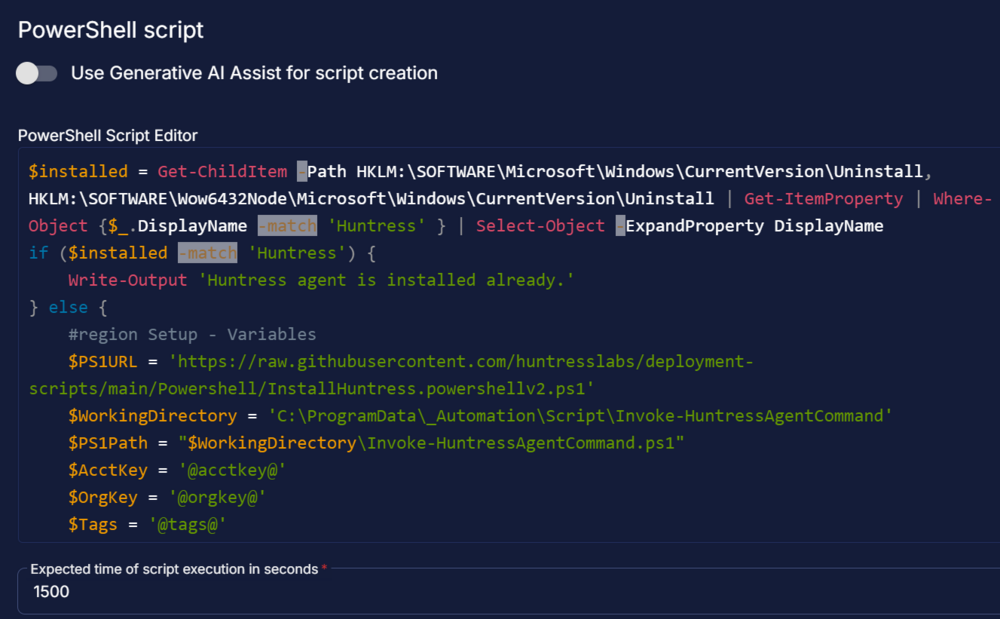 PowerShell script
Use Generative AI Assist for script creation
PowerShell Script Editor
$installed = Get-ChildItem -Path HKLM:\SOFTWARE\Microsoft\Windows\CurrentVersion\Uninstall,
HKLM:\SOFTWARE\Wow6432Node\Microsoft\Windows\CurrentVersion\Uninstall | Get-ItemProperty | Where-
Object {$_.DisplayName -match 'Huntress' } | Select-Object -ExpandProperty DisplayName
if ($installed -match 'Huntress') {
    Write-Output 'Huntress agent is installed already.'
} else {
    #region Setup - Variables
    $PS1URL = 'https://raw.githubusercontent.com/huntresslabs/deployment-
scripts/main/Powershell/InstallHuntress.powershellv2.ps1'
    $WorkingDirectory = 'C:\ProgramData\_Automation\Script\Invoke-HuntressAgentCommand'
    $PS1Path = "$WorkingDirectory\Invoke-HuntressAgentCommand.ps1"
    $AcctKey = '@acctkey@'
    $OrgKey = '@orgkey@'
    $Tags = '@tags@'
Expected time of script execution in seconds *
1500